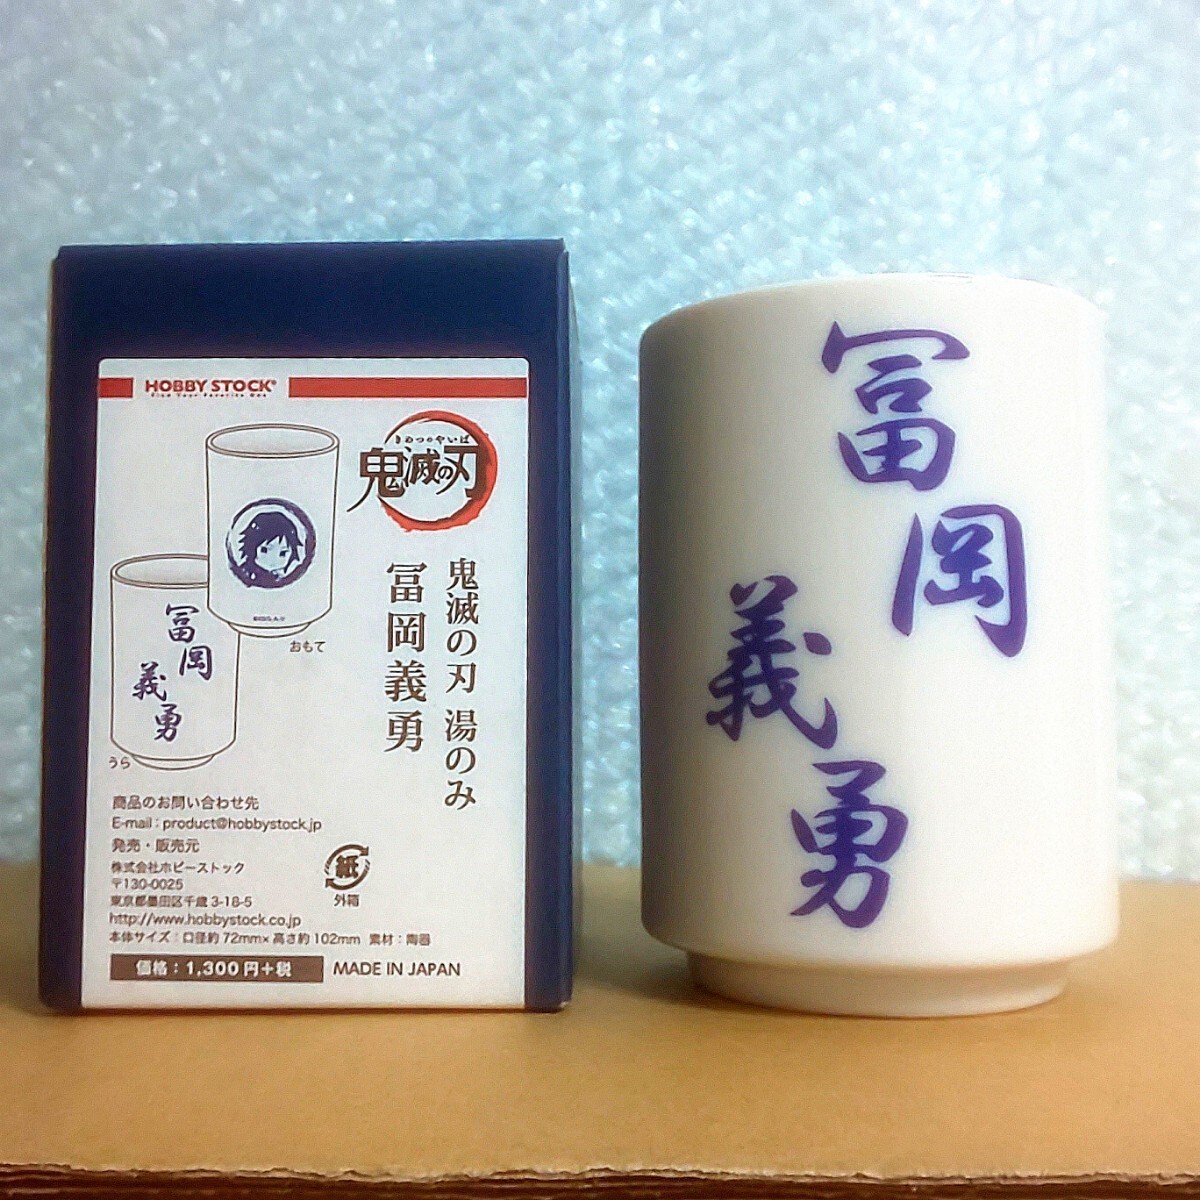 HOBBY STOCK®
Find Your Favorite One
きめつのやいば
鬼滅の刃
鬼滅の刃 湯のみ
冨岡義勇
おもて
冨岡
義勇
うら
商品のお問い合わせ先
E-mail : product@hobbystock.jp
発売・販売元
株式会社ホビーストック
〒130-0025
東京都墨田区千歳 3-18-5
http://www.hobbystock.co.jp
紙
外箱
本体サイズ：口径約 72mm×高さ約 102mm 素材：陶器
価格：1,300円+税
MADE IN JAPAN
冨岡
義勇